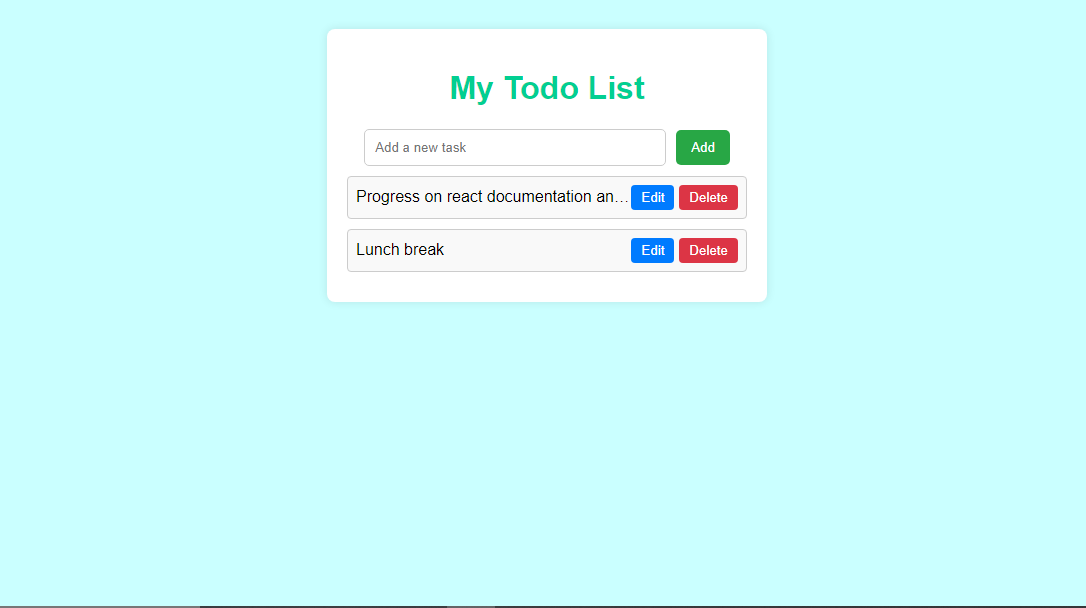 My Todo List
Add a new task Add
Progress on react documentation an... Edit Delete
Lunch break Edit Delete